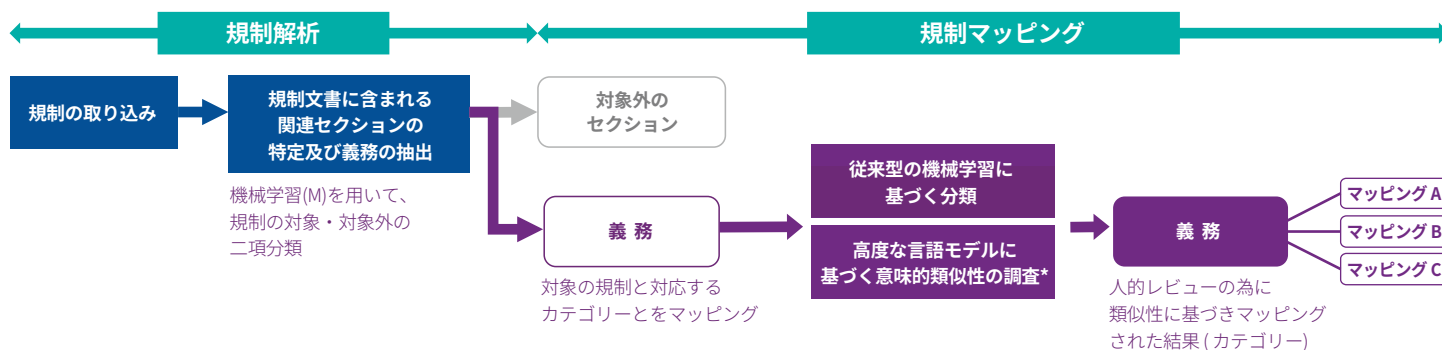 規制解析
規制マッピング
規制の取り込み
規制文書に含まれる
関連セクションの
特定及び義務の抽出
機械学習(M)を用いて、
規制の対象・対象外の
二項分類
対象外の
セクション
義 務
対象の規制と対応する
カテゴリーとをマッピング
従来型の機械学習に
基づく分類
高度な言語モデルに
基づく意味的類似性の調査*
義 務
人的レビューの為に
類似性に基づきマッピング
された結果 ( カテゴリー)
マッピング A
マッピング B
マッピング C